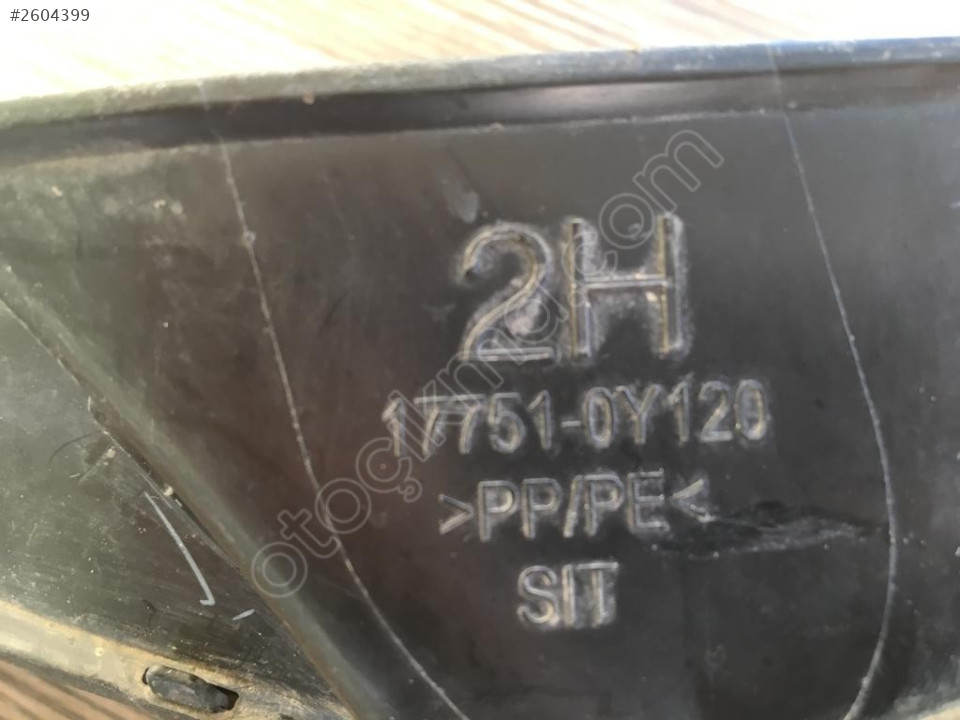 #2604399
2H
17751-0Y120
>PP/PE<
SIT
otoçıkma.com